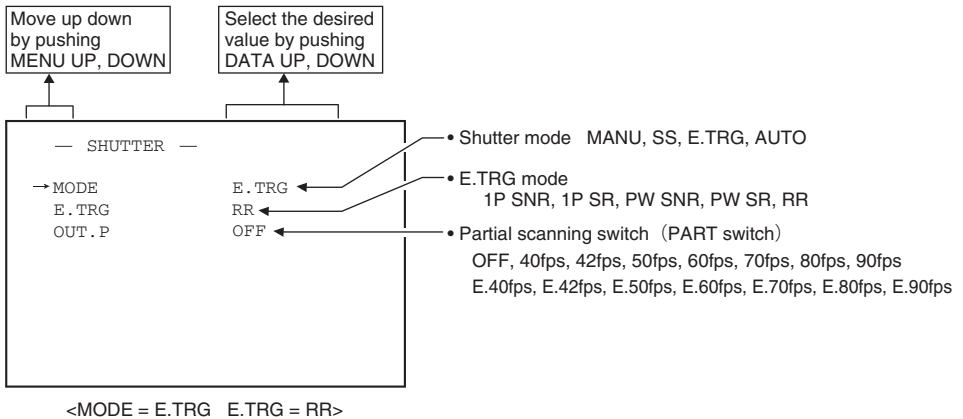 Move up down
by pushing
MENU UP, DOWN
Select the desired
value by pushing
DATA UP, DOWN
— SHUTTER —
→MODE E.TRG
E.TRG RR
OUT.P OFF
• Shutter mode MANU, SS, E.TRG, AUTO
• E.TRG mode
1P SNR, 1P SR, PW SNR, PW SR, RR
• Partial scanning switch（PART switch）
OFF, 40fps, 42fps, 50fps, 60fps, 70fps, 80fps, 90fps
E.40fps, E.42fps, E.50fps, E.60fps, E.70fps, E.80fps, E.90fps
<MODE = E.TRG E.TRG = RR>